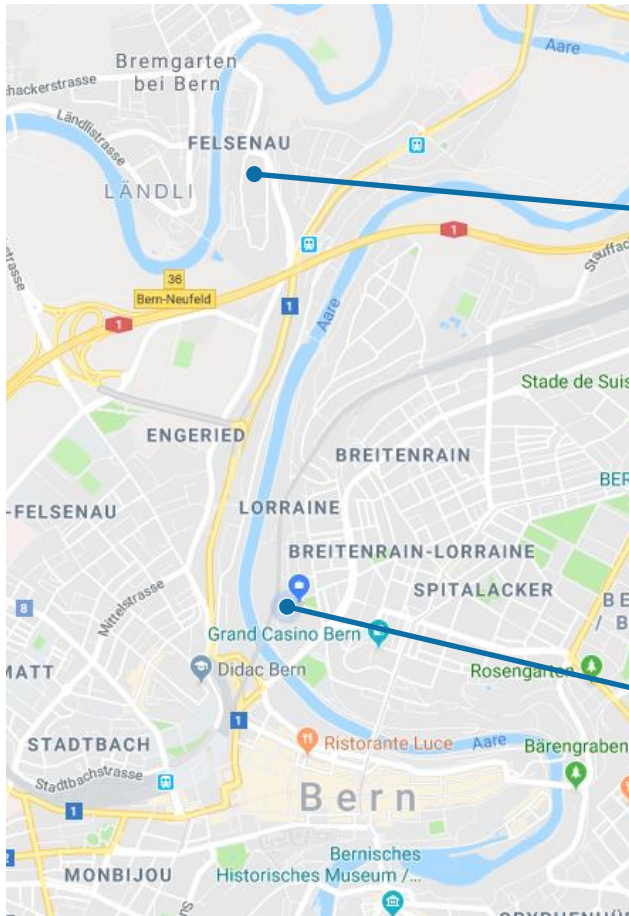 Bremgarten
bei Bern
Aare
hackerstrasse
Ländlistrasse
FELSENAU
LÄNDLI
1
Stauffac
36
Bern-Neufeld
1
1
Aare
Stade de Suis
ENGERIED
BREITENRAIN
BER
-FELSENAU
LORRAINE
BREITENRAIN-LORRAINE
SPITALACKER
8
Mittelstrasse
BE
/ B
Grand Casino Bern
MATT
Didac Bern
Rosengarten
1
STADTBACH
Ristorante Luce
Aare
Bärengraben
Stadtbachstrasse
1
Bern
MONBIJOU
Bernisches
Historisches Museum /...